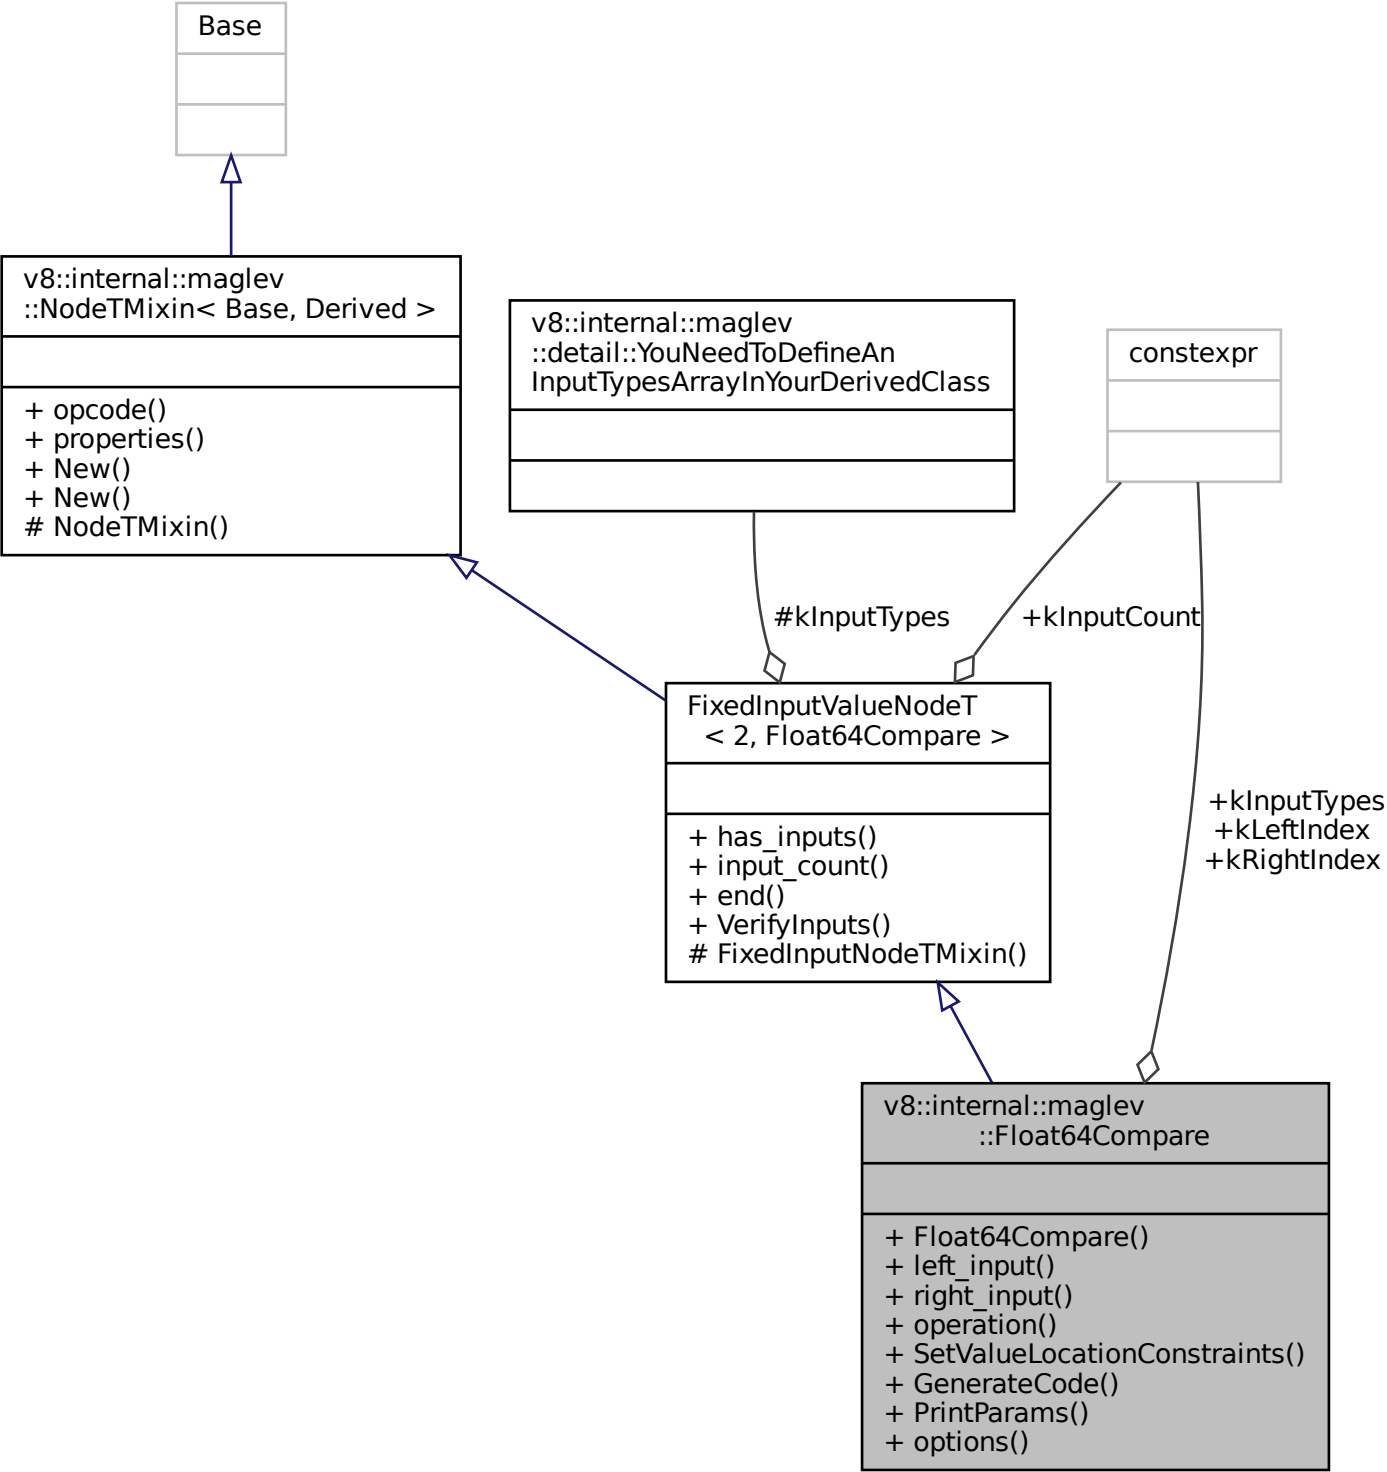 Base
v8::internal::maglev
::NodeTMixin< Base, Derived >
+ opcode()
+ properties()
+ New()
+ New()
# NodeTMixin()
v8::internal::maglev
::detail::YouNeedToDefineAn
InputTypesArrayInYourDerivedClass
constexpr
#kInputTypes
+kInputCount
FixedInputValueNodeT
< 2, Float64Compare >
+ has_inputs()
+ input_count()
+ end()
+ VerifyInputs()
# FixedInputNodeTMixin()
+kInputTypes
+kLeftIndex
+kRightIndex
v8::internal::maglev
::Float64Compare
+ Float64Compare()
+ left_input()
+ right_input()
+ operation()
+ SetValueLocationConstraints()
+ GenerateCode()
+ PrintParams()
+ options()